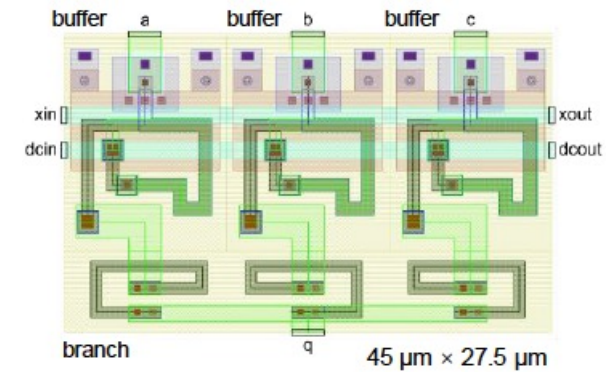 buffer a buffer b buffer c
xin xout
dcin dcout
branch q 45 μm × 27.5 μm